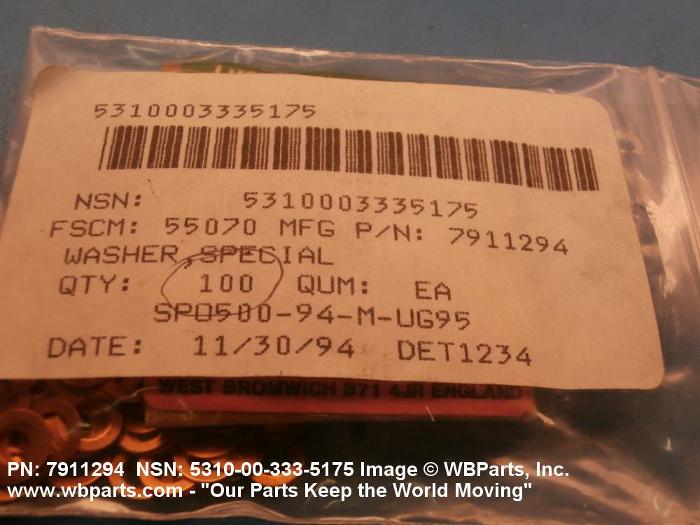 5310003335175
NSN: 5310003335175
FSCM: 55070 MFG P/N: 7911294
WASHER,SPECIAL
QTY: 100 QUM: EA
SPO500-94-M-UG95
DATE: 11/30/94 DET1234
WEST BROMWICH B71 4JR ENGLAND
PN: 7911294 NSN: 5310-00-333-5175 Image © WBParts, Inc.
www.wbparts.com - "Our Parts Keep the World Moving"